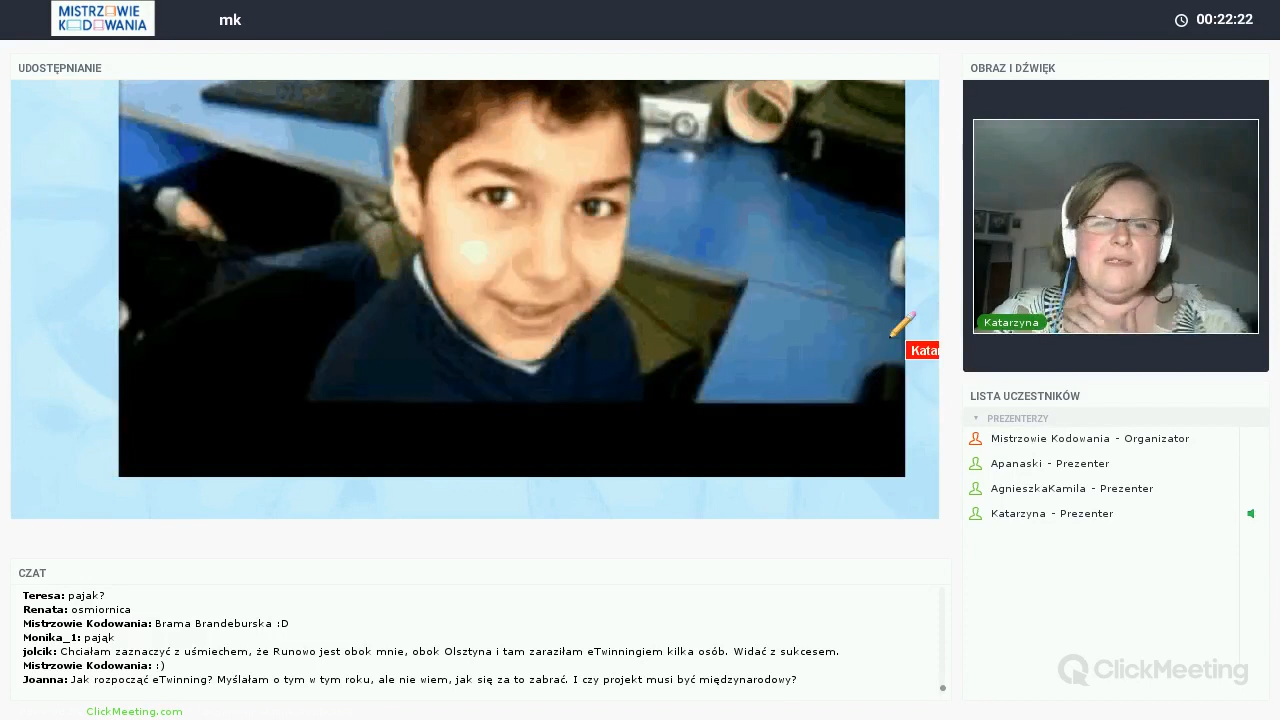 MISTRZOWIE
KODOWANIA
mk
00:22:22
UDOSTĘPNIANIE
OBRAZ I DŹWIĘK
Katarzyna
LISTA UCZESTNIKÓW
PREZENTERZY
Mistrzowie Kodowania - Organizator
Apanaski - Prezenter
AgnieszkaKamila - Prezenter
Katarzyna - Prezenter
CZAT
Teresa: pajak?
Renata: osmiornica
Mistrzowie Kodowania: Brama Brandeburska :D
Monika_1: pająk
jolcik: Chciałam zaznaczyć z uśmiechem, że Runowo jest obok mnie, obok Olsztyna i tam zaraziłam eTwinningiem kilka osób. Widać z sukcesem.
Mistrzowie Kodowania: :)
Joanna: Jak rozpocząć eTwinning? Myślałam o tym w tym roku, ale nie wiem, jak się za to zabrać. I czy projekt musi być międzynarodowy?
ClickMeeting
ClickMeeting.com